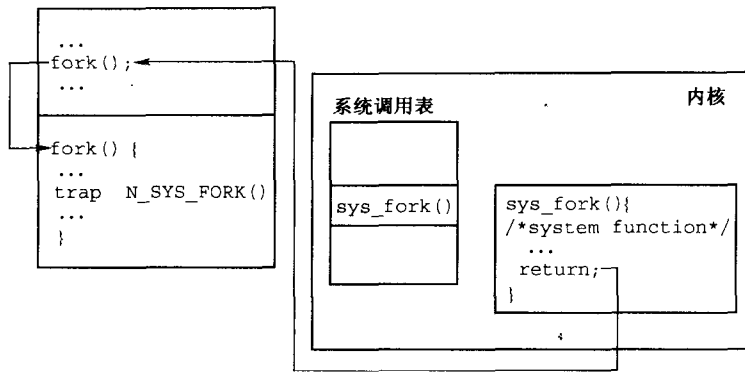 ...
fork();
...
fork() {
...
trap N_SYS_FORK()
...
}
内核
系统调用表
sys_fork()
sys_fork(){
/*system function*/
...
return;
}